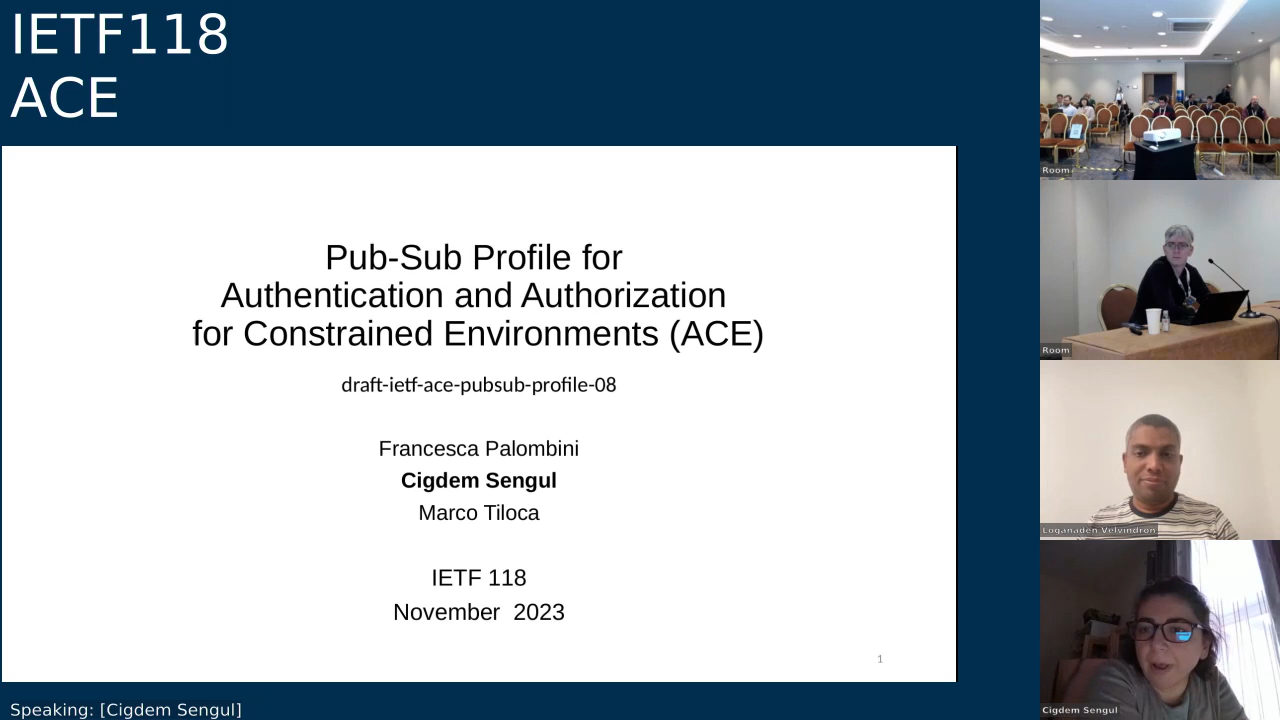 IETF118
ACE
Pub-Sub Profile for
Authentication and Authorization
for Constrained Environments (ACE)
draft-ietf-ace-pubsub-profile-08
Francesca Palombini
Cigdem Sengul
Marco Tiloca
IETF 118
November 2023
1
Speaking: [Cigdem Sengul]
Room
Room
Loganaden Velvindron
Cigdem Sengul